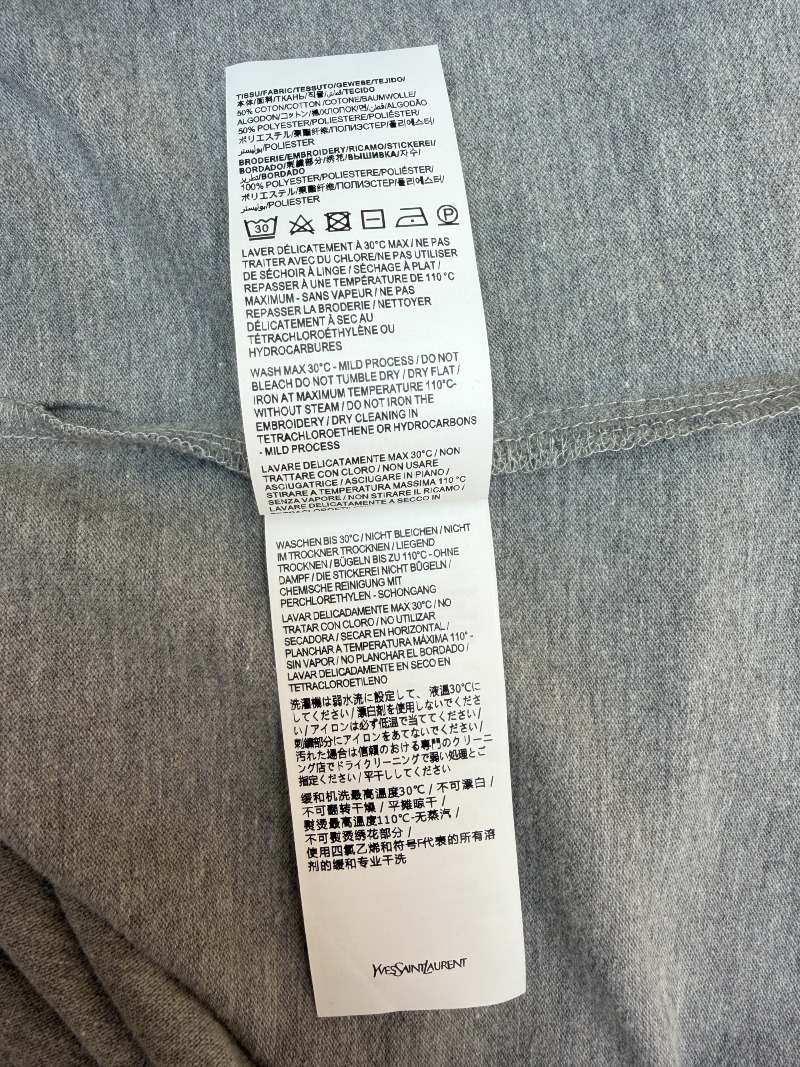 TISSU/FABRIC/TESSUTO/GEWEBE/TEJIDO/
本体/面料/ТКАНЬ/직물/قماش/TECIDO
50% COTON/COTTON /COTONE/BAUMWOLLE/
ALGODON/コットン/棉/ХЛОПОК/면/قطن/ALGODÃO
50% POLYESTER/POLIESTERE/POLIÉSTER/
ポリエステル/聚酯纤维/ПОЛИЭСТЕР/폴리에스터/
بوليستر/POLIESTER
BRODERIE/EMBROIDERY/RICAMO/STICKEREI/
BORDADO/刺繍部分/绣花/ВЫШИВКА/자수/
تطريز/BORDADO
100% POLYESTER/POLIESTERE/POLIÉSTER/
ポリエステル/聚酯纤维/ПОЛИЭСТЕР/폴리에스터/
بوليستر/POLIESTER
30 P
LAVER DÉLICATEMENT À 30°C MAX / NE PAS
TRAITER AVEC DU CHLORE/NE PAS UTILISER
DE SÉCHOIR À LINGE / SÉCHAGE À PLAT /
REPASSER À UNE TEMPÉRATURE DE 110 °C
MAXIMUM - SANS VAPEUR / NE PAS
REPASSER LA BRODERIE / NETTOYER
DÉLICATEMENT À SEC AU
TÉTRACHLOROÉTHYLÈNE OU
HYDROCARBURES
WASH MAX 30°C - MILD PROCESS / DO NOT
BLEACH DO NOT TUMBLE DRY / DRY FLAT /
IRON AT MAXIMUM TEMPERATURE 110°C-
WITHOUT STEAM / DO NOT IRON THE
EMBROIDERY / DRY CLEANING IN
TETRACHLOROETHENE OR HYDROCARBONS
- MILD PROCESS
LAVARE DELICATAMENTE MAX 30°C / NON
TRATTARE CON CLORO / NON USARE
ASCIUGATRICE / ASCIUGARE IN PIANO /
STIRARE A TEMPERATURA MASSIMA 110 °C
SENZA VAPORE / NON STIRARE IL RICAMO /
LAVARE DELICATAMENTE A SECCO IN
WASCHEN BIS 30°C / NICHT BLEICHEN / NICHT
IM TROCKNER TROCKNEN / LIEGEND
TROCKNEN / BÜGELN BIS ZU 110°C - OHNE
DAMPF / DIE STICKEREI NICHT BÜGELN /
CHEMISCHE REINIGUNG MIT
PERCHLORETHYLEN - SCHONGANG
LAVAR DELICADAMENTE MAX 30°C / NO
TRATAR CON CLORO / NO UTILIZAR
SECADORA / SECAR EN HORIZONTAL /
PLANCHAR A TEMPERATURA MÁXIMA 110° -
SIN VAPOR / NO PLANCHAR EL BORDADO /
LAVAR DELICADAMENTE EN SECO EN
TETRACLOROETILENO
洗濯機は弱水流に設定して、液温30℃に
してください / 漂白剤を使用しないでくださ
い / アイロンは必ず低温で当ててください /
刺繍部分にアイロンをあてないでください /
汚れた場合は信頼のおける専門のクリーニ
ング店でドライクリーニングで弱い処理とご
指定ください / 平干ししてください
缓和机洗最高温度30℃ / 不可漂白 /
不可翻转干燥 / 平摊晾干 /
熨烫最高温度110℃-无蒸汽 /
不可熨烫绣花部分 /
使用四氯乙烯和符号F代表的所有溶
剂的缓和专业干洗
YVESSAINTLAURENT